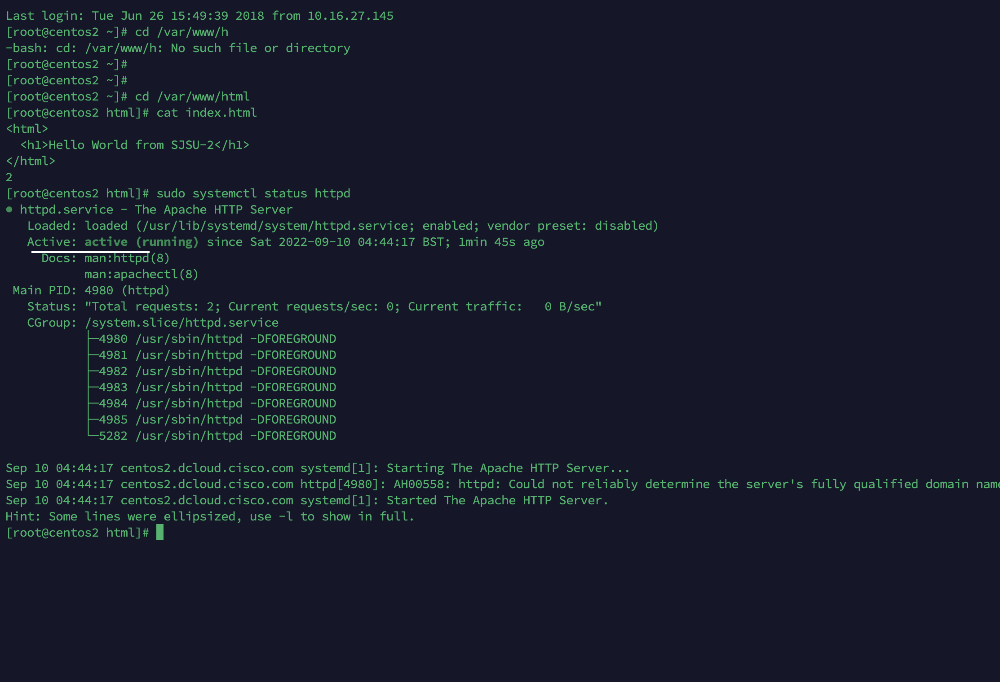 Last login: Tue Jun 26 15:49:39 2018 from 10.16.27.145
[root@centos2 ~]# cd /var/www/h
-bash: cd: /var/www/h: No such file or directory
[root@centos2 ~]#
[root@centos2 ~]#
[root@centos2 ~]# cd /var/www/html
[root@centos2 html]# cat index.html
<html>
  <h1>Hello World from SJSU-2</h1>
</html>
2
[root@centos2 html]# sudo systemctl status httpd
● httpd.service - The Apache HTTP Server
   Loaded: loaded (/usr/lib/systemd/system/httpd.service; enabled; vendor preset: disabled)
   Active: active (running) since Sat 2022-09-10 04:44:17 BST; 1min 45s ago
     Docs: man:httpd(8)
           man:apachectl(8)
 Main PID: 4980 (httpd)
   Status: "Total requests: 2; Current requests/sec: 0; Current traffic:   0 B/sec"
   CGroup: /system.slice/httpd.service
           ├─4980 /usr/sbin/httpd -DFOREGROUND
           ├─4981 /usr/sbin/httpd -DFOREGROUND
           ├─4982 /usr/sbin/httpd -DFOREGROUND
           ├─4983 /usr/sbin/httpd -DFOREGROUND
           ├─4984 /usr/sbin/httpd -DFOREGROUND
           ├─4985 /usr/sbin/httpd -DFOREGROUND
           └─5282 /usr/sbin/httpd -DFOREGROUND

Sep 10 04:44:17 centos2.dcloud.cisco.com systemd[1]: Starting The Apache HTTP Server...
Sep 10 04:44:17 centos2.dcloud.cisco.com httpd[4980]: AH00558: httpd: Could not reliably determine the server's fully qualified domain name
Sep 10 04:44:17 centos2.dcloud.cisco.com systemd[1]: Started The Apache HTTP Server.
Hint: Some lines were ellipsized, use -l to show in full.
[root@centos2 html]#